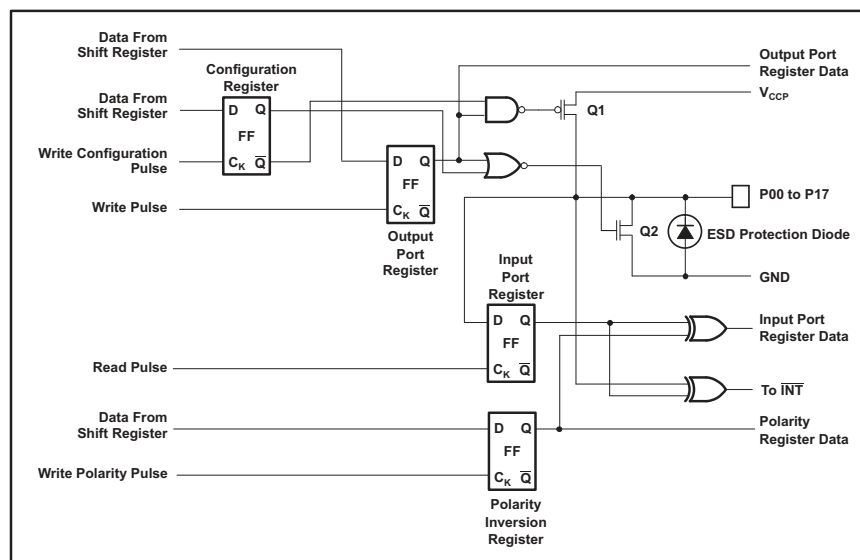 Data From
Shift Register
Configuration
Register
Data From
Shift Register
D Q
FF
Write Configuration
Pulse
CK Q̅
Write Pulse
D Q
FF
CK Q̅
Output
Port
Register
Output Port
Register Data
VCCP
Q1
P00 to P17
Q2
ESD Protection Diode
GND
Input
Port
Register
D Q
FF
Read Pulse
CK Q̅
Input Port
Register Data
To I̅N̅T̅
Data From
Shift Register
D Q
FF
Write Polarity Pulse
CK Q̅
Polarity
Register Data
Polarity
Inversion
Register